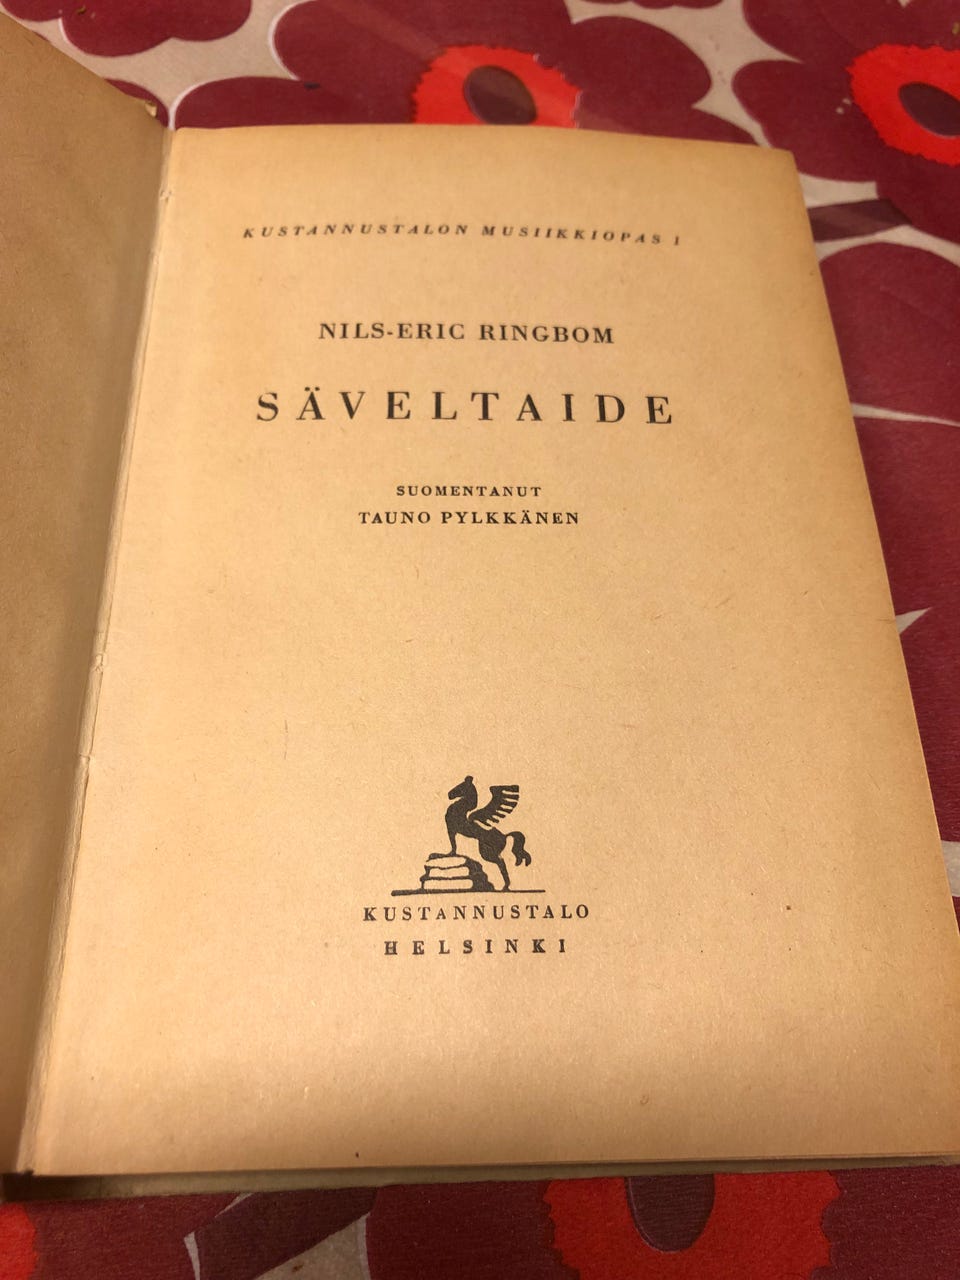 KUSTANNUSTALON MUSIIKKIOPAS 1
NILS-ERIC RINGBOM
SÄVELTAIDE
SUOMENTANUT
TAUNO PYLKKÄNEN
KUSTANNUSTALO
HELSINKI